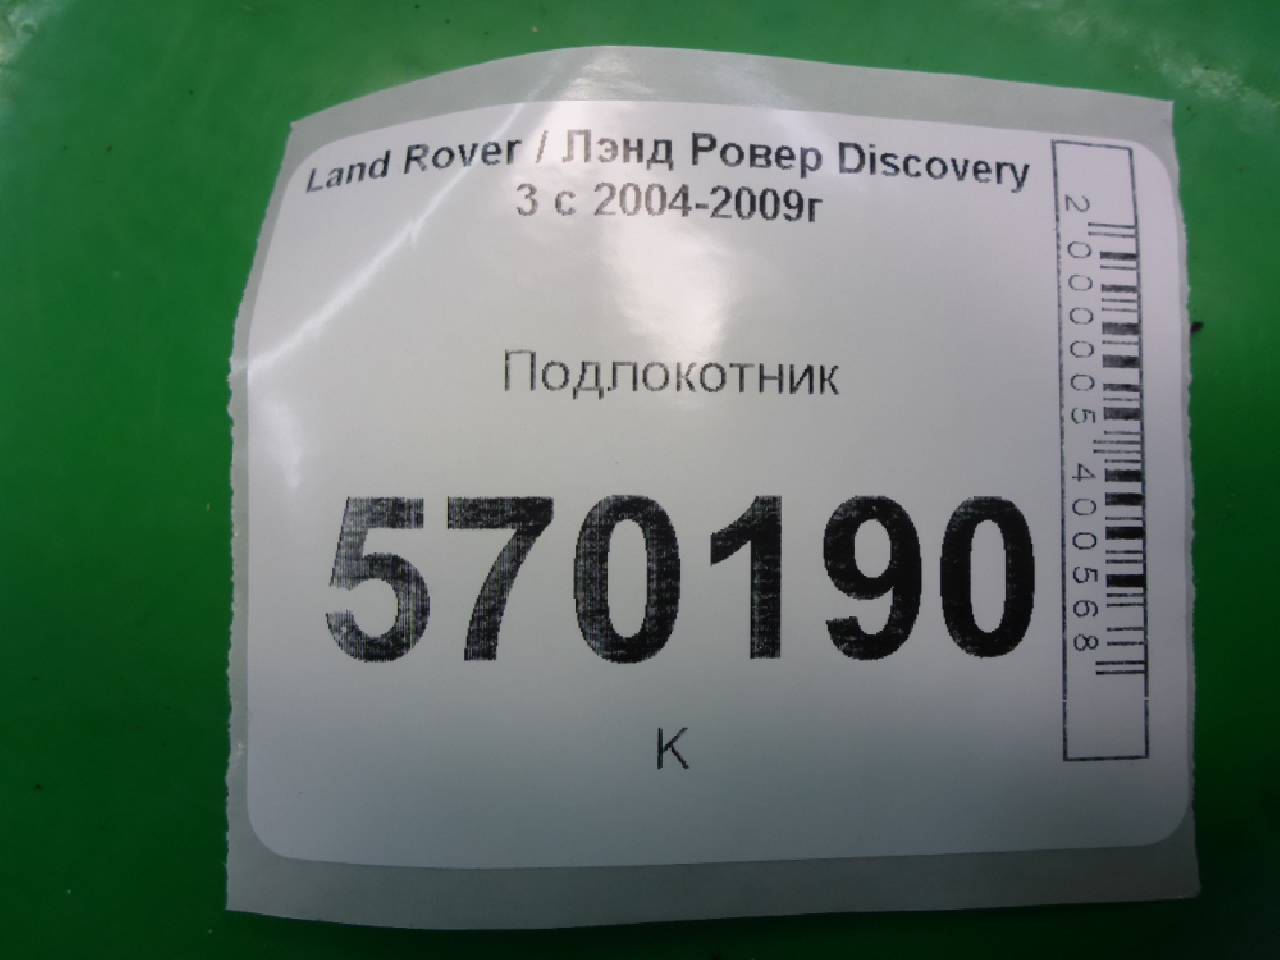 Land Rover / Лэнд Ровер Discovery
3 с 2004-2009г
Подлокотник
570190
К
2000005400568